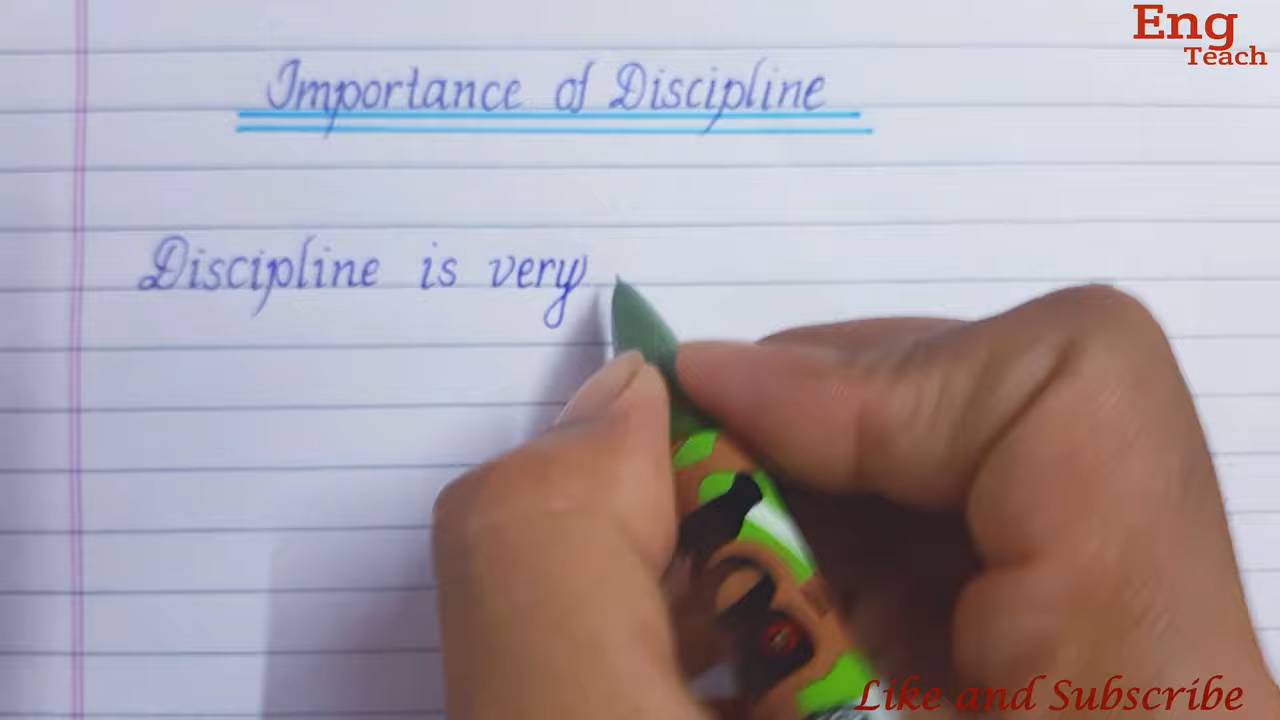 Eng
Teach
Importance of Discipline
Discipline is very
Like and Subscribe